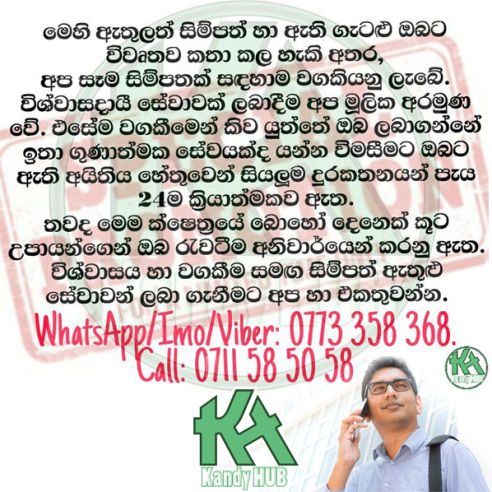 මෙහි ඇතුලත් සිම්පත් හා ඇති ගැටළු ඔබට
විවෘතව කතා කල හැකි අතර,
අප සැම සිම්පතක් සඳහාම වගකියනු ලැබේ.
විශ්වාසදායී සේවාවක් ලබාදීම අප මූලික අරමුණ
වේ. එසේම වගකීමෙන් කිව යුත්තේ ඔබ ලබාගන්නේ
ඉතා ගුණාත්මක සේවයක්ද යන්න විමසීමට ඔබට
ඇති අයිතිය හේතුවෙන් සියලූම දුරකතනයන් පැය
24ම ක්‍රියාත්මකව ඇත.
තවද මෙම ක්ෂෙත්‍රයේ බොහෝ දෙනෙක් කූට
උපායන්ගෙන් ඔබ රැවටීම අනිවාර්යෙන් කරනු ඇත.
විශ්වාසය හා වගකීම සමඟ සිම්පත් ඇතුළු
සේවාවන් ලබා ගැනීමට අප හා එකතුවන්න.
WhatsApp/Imo/Viber: 0773 358 368.
Call: 0711 58 50 58
Kandy HUB
Kandy HUB